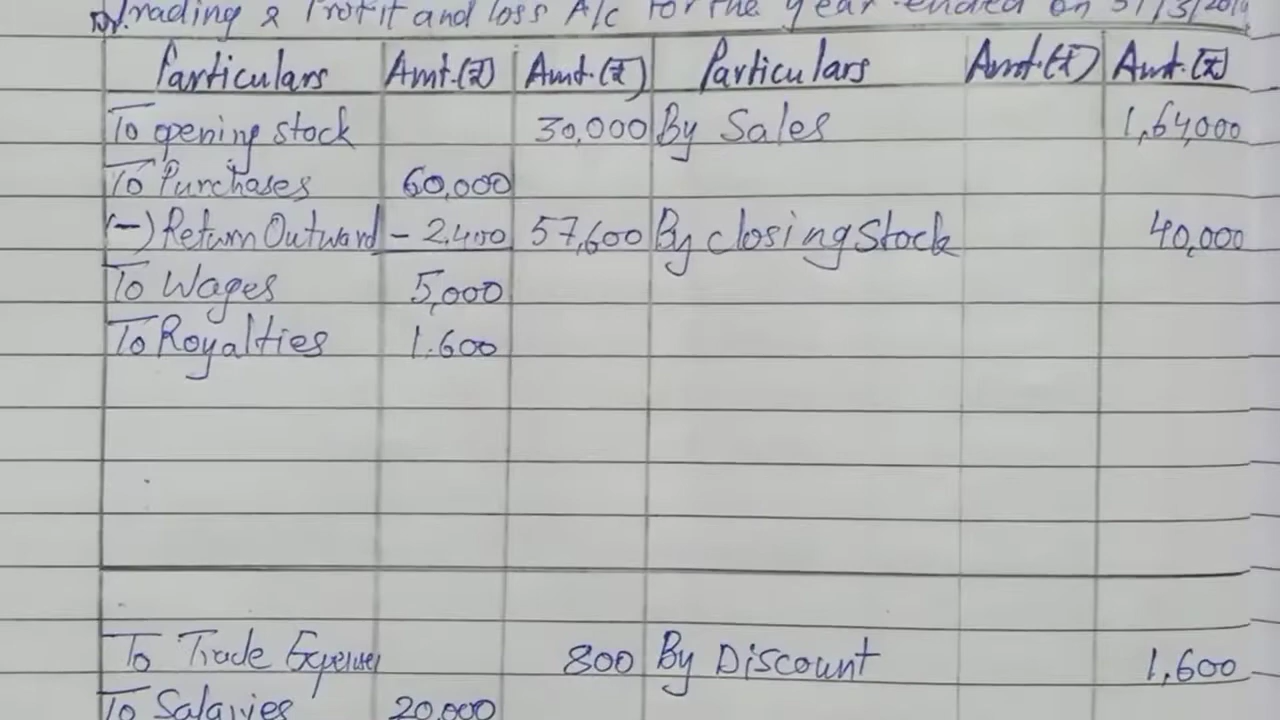 Dr. Trading & Profit and loss A/c for the year ended on 31/3/2019
Particulars Amt.(₹) Amt.(₹) Particulars Amt.(₹) Amt.(₹)
To opening stock 30,000 By Sales 1,64,000
To Purchases 60,000
(-) Return Outward - 2,400 57,600 By closing stock 40,000
To Wages 5,000
To Royalties 1,600
To Trade Expenses 800 By Discount 1,600
To Salaries 20,000